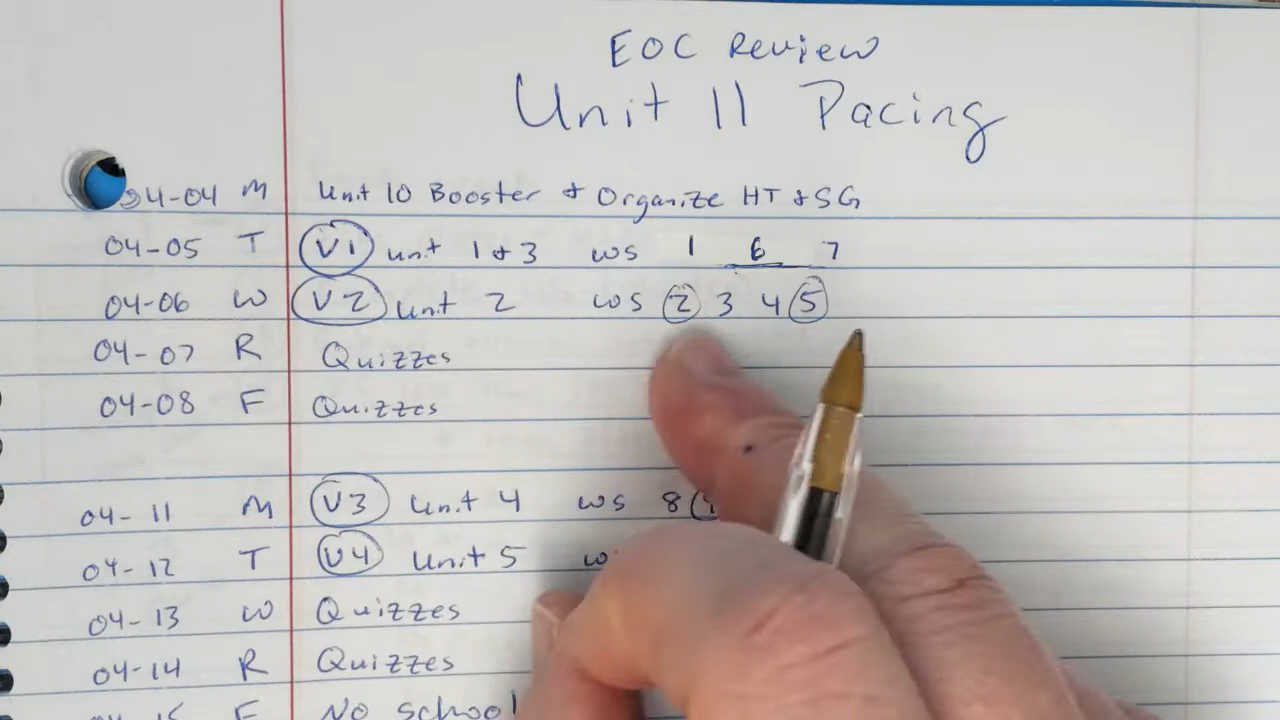 EOC Review
Unit 11 Pacing
04-04 M Unit 10 Booster & Organize HT & SG
04-05 T V1 Unit 1 & 3 WS 1 6 7
04-06 W V2 Unit 2 WS 2 3 4 5
04-07 R Quizzes
04-08 F Quizzes
04-11 M V3 Unit 4 WS 8
04-12 T V4 Unit 5
04-13 W Quizzes
04-14 R Quizzes
04-15 F No school